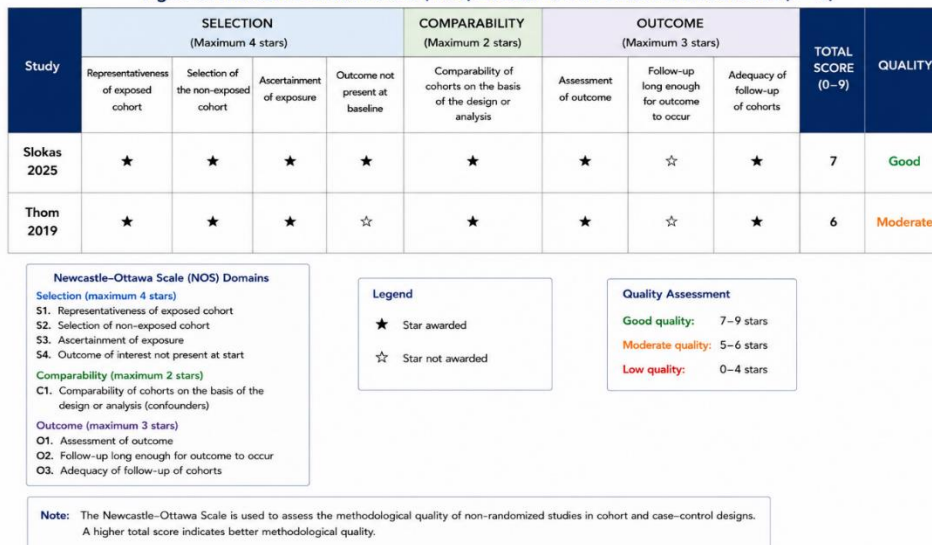 SELECTION
(Maximum 4 stars)
COMPARABILITY
(Maximum 2 stars)
OUTCOME
(Maximum 3 stars)
Study
Representativeness
of exposed
cohort
Selection of
the non-exposed
cohort
Ascertainment
of exposure
Outcome not
present at
baseline
Comparability of
cohorts on the basis
of the design or
analysis
Assessment
of outcome
Follow-up
long enough
for outcome
to occur
Adequacy of
follow-up
of cohorts
TOTAL
SCORE
(0–9)
QUALITY
Slokas
2025
★ ★ ★ ★ ★ ★ ☆ ★ 7 Good
Thom
2019
★ ★ ★ ☆ ★ ★ ☆ ★ 6 Moderate
Newcastle–Ottawa Scale (NOS) Domains
Selection (maximum 4 stars)
S1. Representativeness of exposed cohort
S2. Selection of non-exposed cohort
S3. Ascertainment of exposure
S4. Outcome of interest not present at start
Comparability (maximum 2 stars)
C1. Comparability of cohorts on the basis of the
design or analysis (confounders)
Outcome (maximum 3 stars)
O1. Assessment of outcome
O2. Follow-up long enough for outcome to occur
O3. Adequacy of follow-up of cohorts
Legend
★ Star awarded
☆ Star not awarded
Quality Assessment
Good quality: 7–9 stars
Moderate quality: 5–6 stars
Low quality: 0–4 stars
Note: The Newcastle–Ottawa Scale is used to assess the methodological quality of non-randomized studies in cohort and case–control designs.
A higher total score indicates better methodological quality.